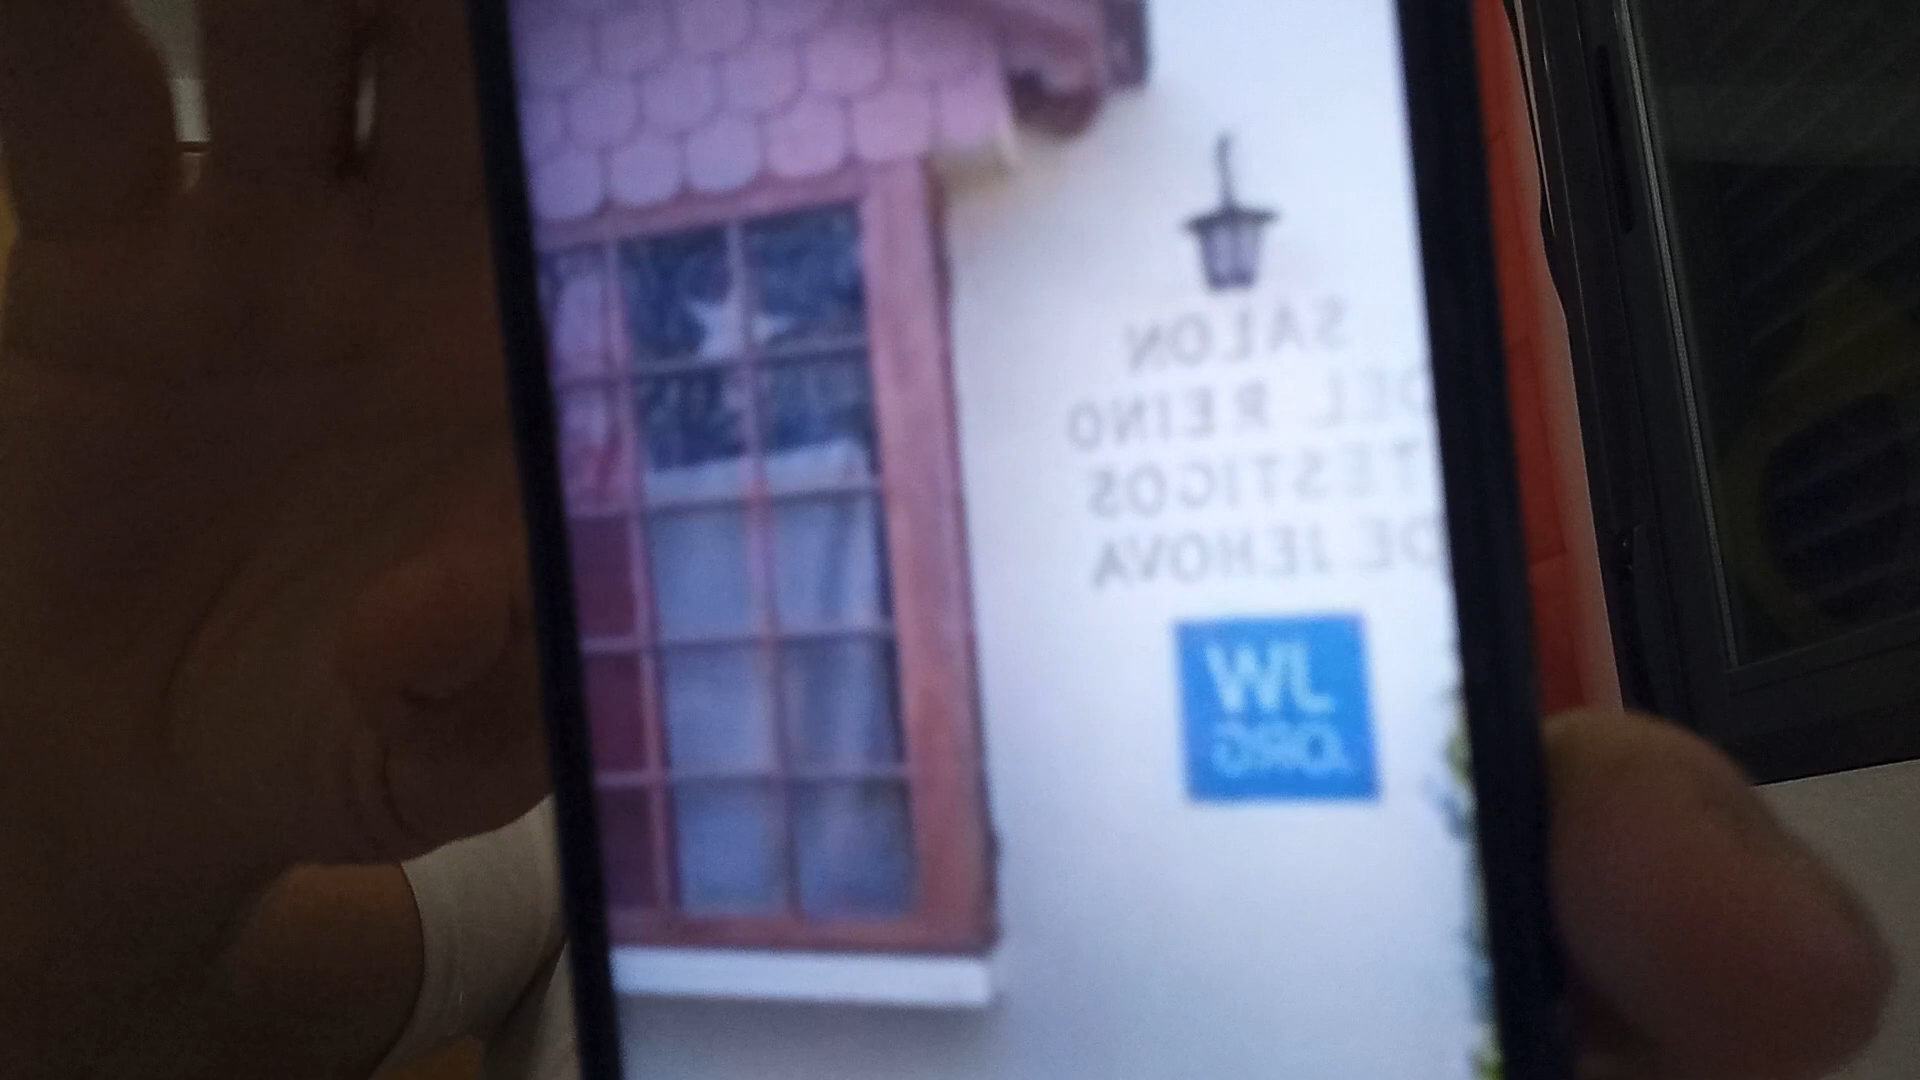 SALON
DEL REINO
TESTIGOS
DE JEHOVA
JW
.ORG